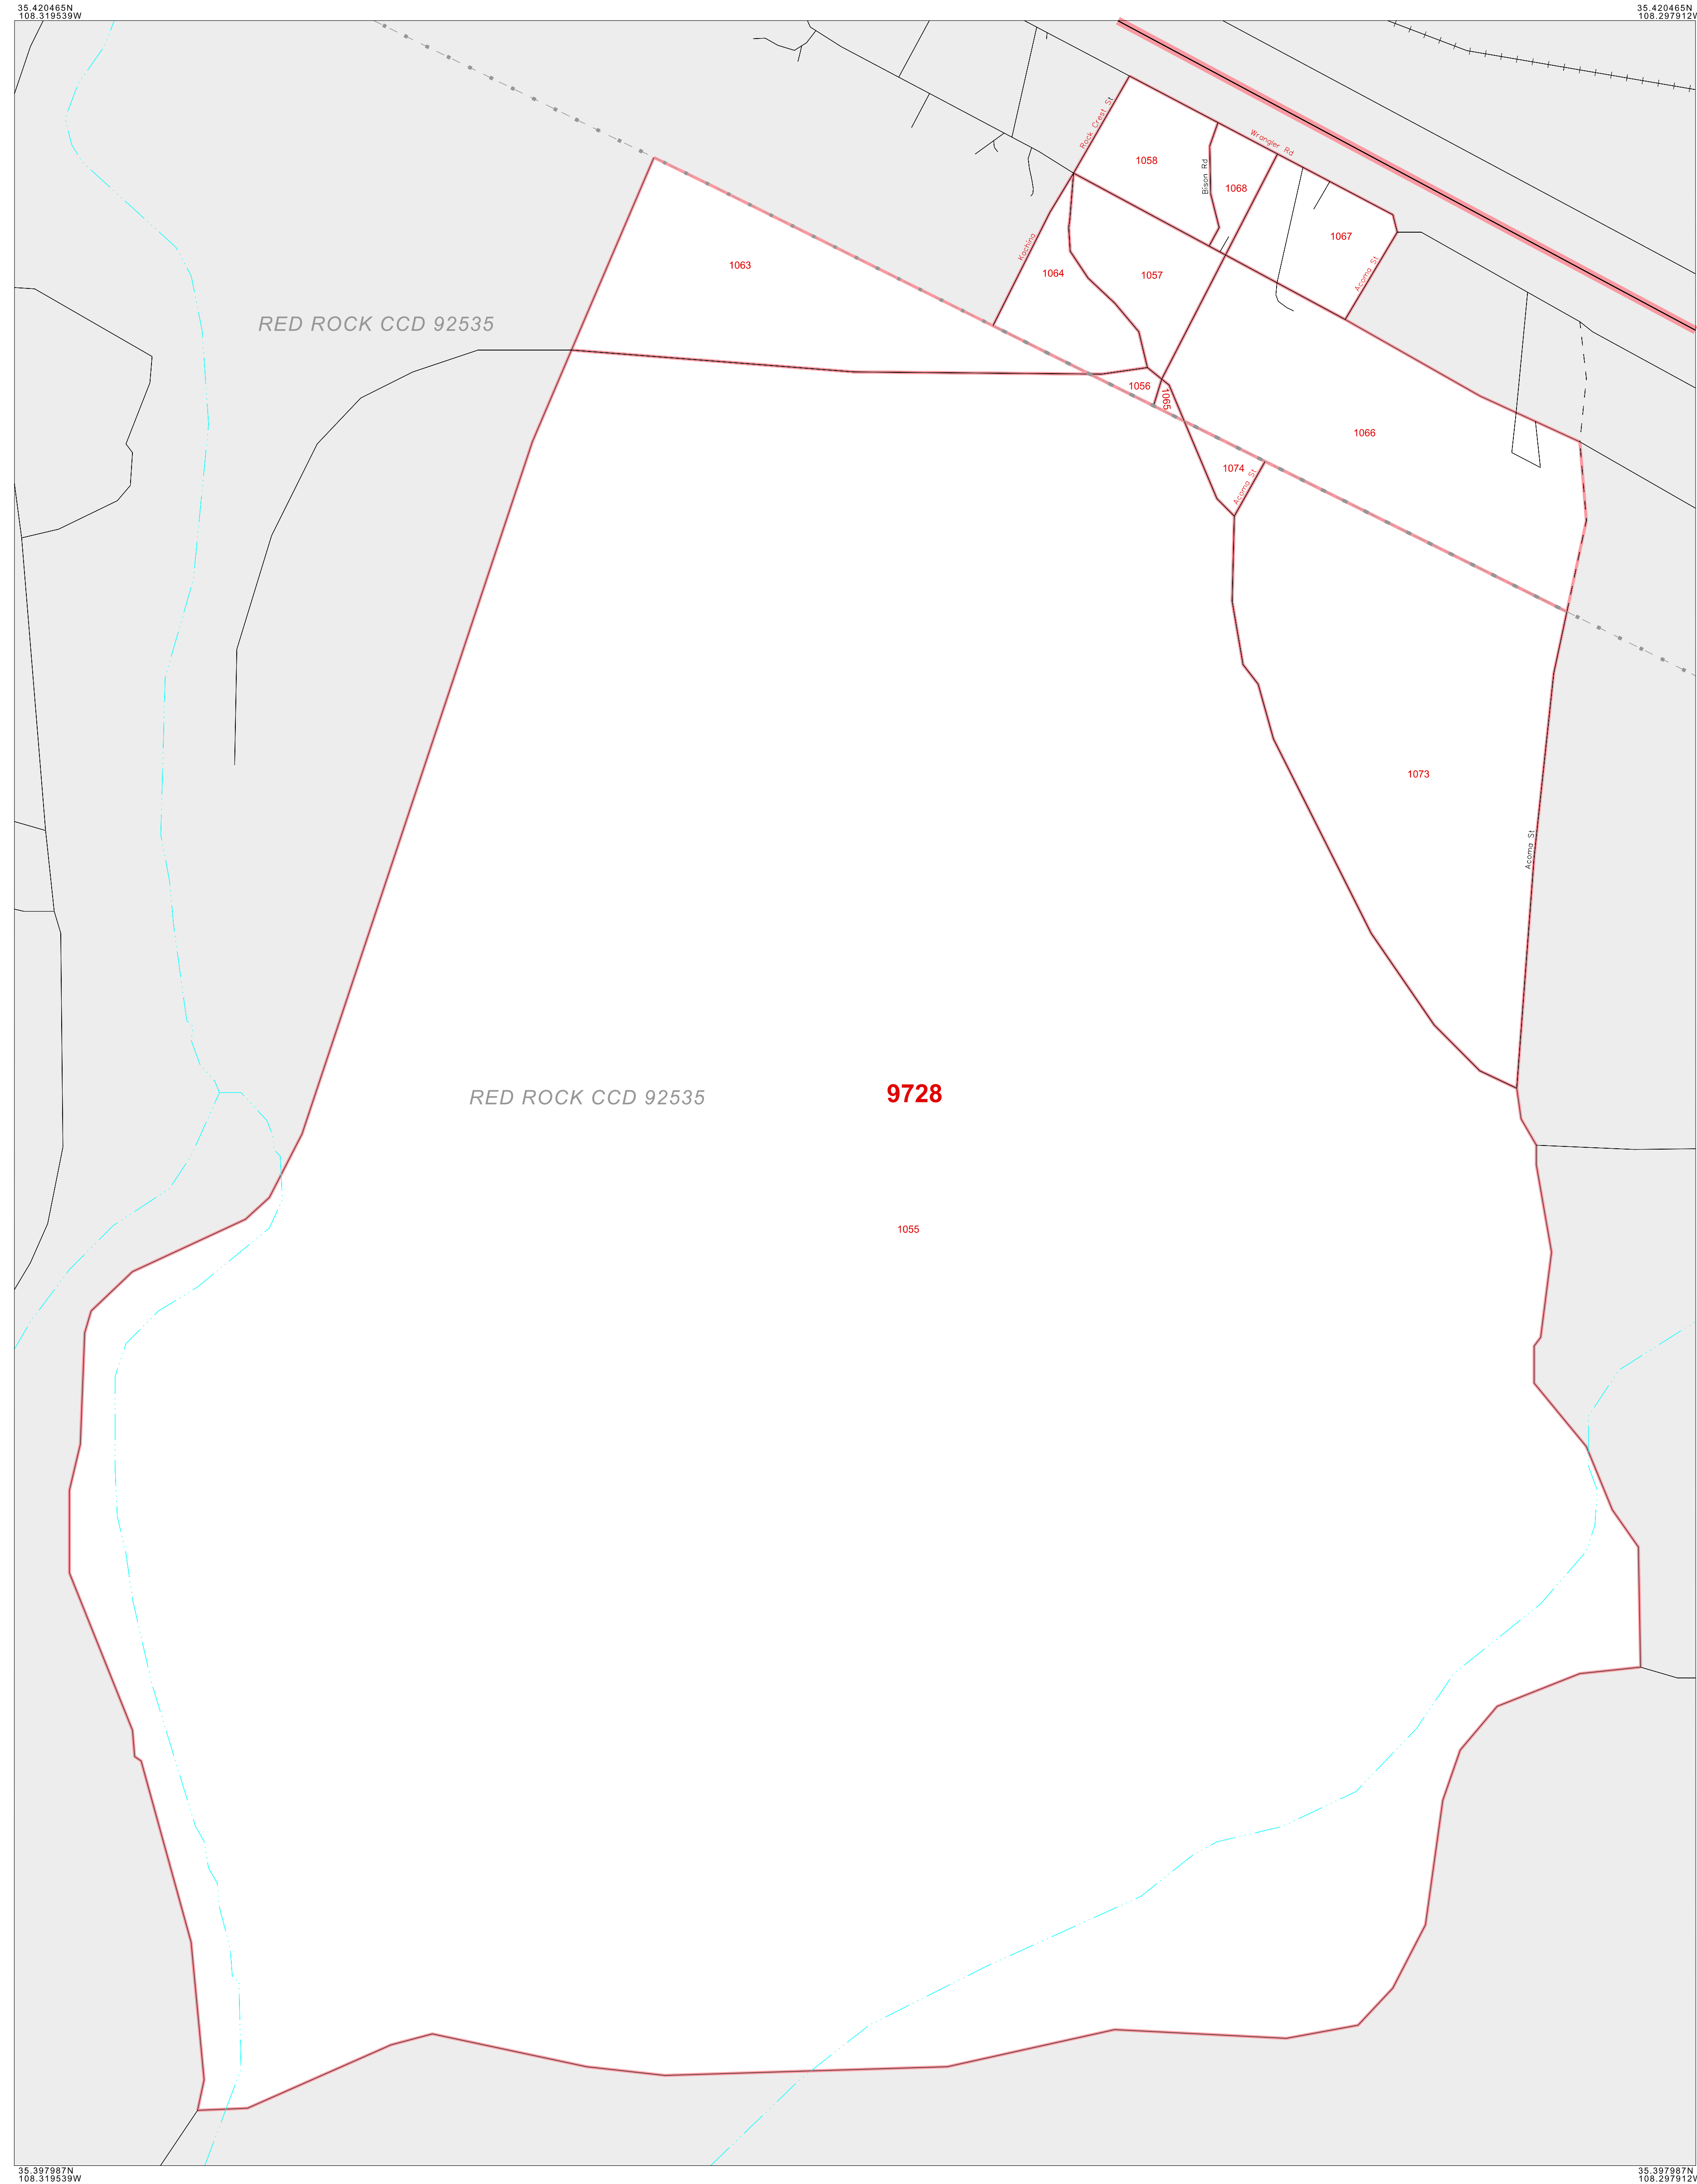 35.420465N
108.319539W
35.420465N
108.297912W
Rock Crest St
Wrangler Rd
1058
Bison Rd
1068
1067
Kachina
1063
1064
1057
Acoma St
RED ROCK CCD 92535
1056
1065
1066
1074
Acoma St
1073
Acoma St
9728
RED ROCK CCD 92535
1055
35.397987N
108.319539W
35.397987N
108.297912W